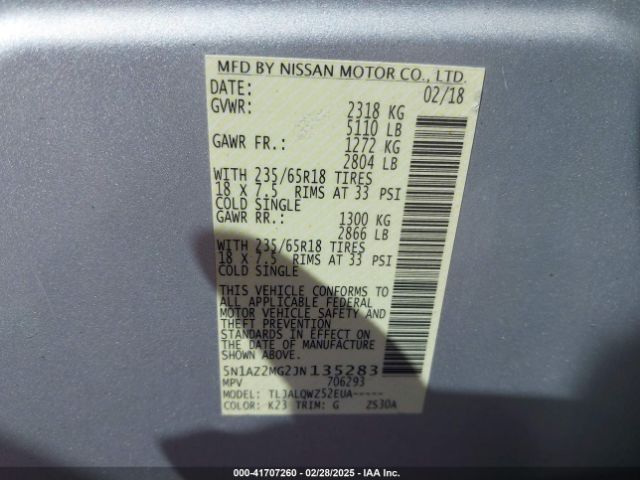 MFD BY NISSAN MOTOR CO., LTD.
DATE: 02/18
GVWR: 2318 KG
5110 LB
GAWR FR.: 1272 KG
2804 LB
WITH 235/65R18 TIRES
18 X 7.5 RIMS AT 33 PSI
COLD SINGLE
GAWR RR.: 1300 KG
2866 LB
WITH 235/65R18 TIRES
18 X 7.5 RIMS AT 33 PSI
COLD SINGLE
THIS VEHICLE CONFORMS TO
ALL APPLICABLE FEDERAL
MOTOR VEHICLE SAFETY AND
THEFT PREVENTION
STANDARDS IN EFFECT ON
THE DATE OF MANUFACTURE
SHOWN ABOVE.
5N1AZ2MG2JN135283
MPV 706293
MODEL: TLJALQWZ52EUA-----
COLOR: K23 TRIM: G ZS30A
000-41707260 - 02/28/2025 - IAA Inc.